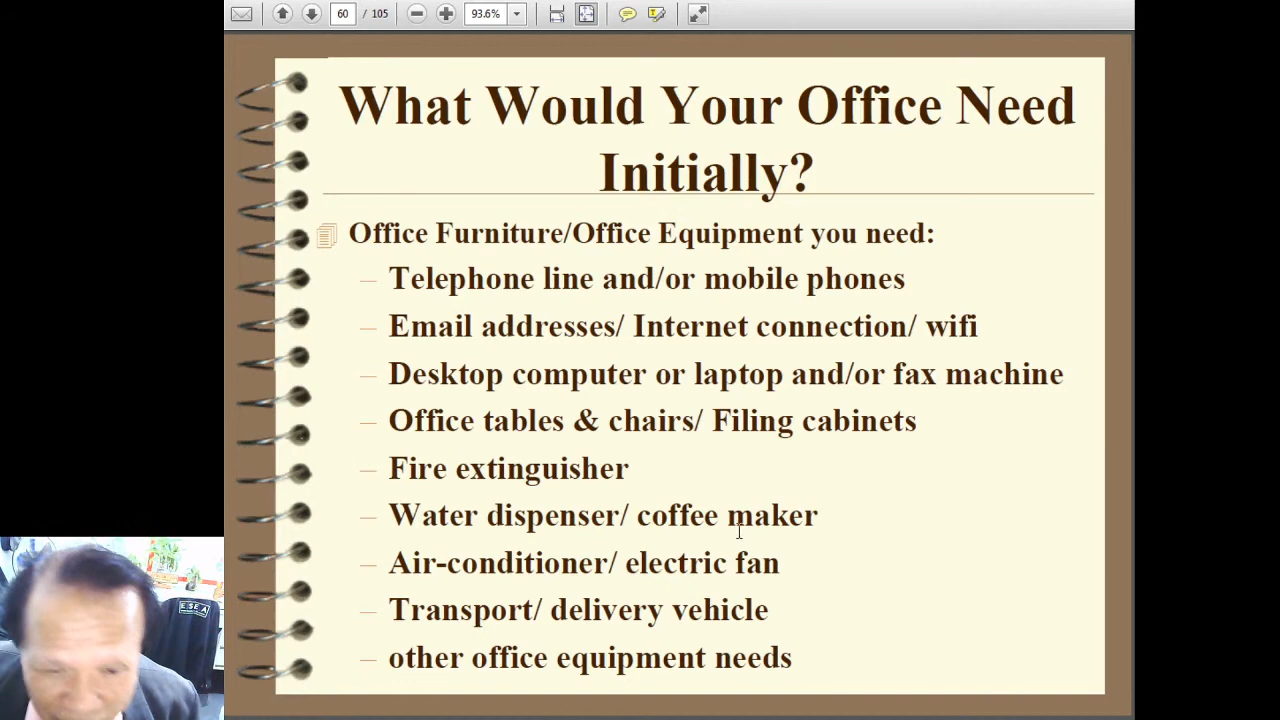 60 / 105 93.6%
What Would Your Office Need
Initially?
Office Furniture/Office Equipment you need:
– Telephone line and/or mobile phones
– Email addresses/ Internet connection/ wifi
– Desktop computer or laptop and/or fax machine
– Office tables & chairs/ Filing cabinets
– Fire extinguisher
– Water dispenser/ coffee maker
– Air-conditioner/ electric fan
– Transport/ delivery vehicle
– other office equipment needs
ESEA